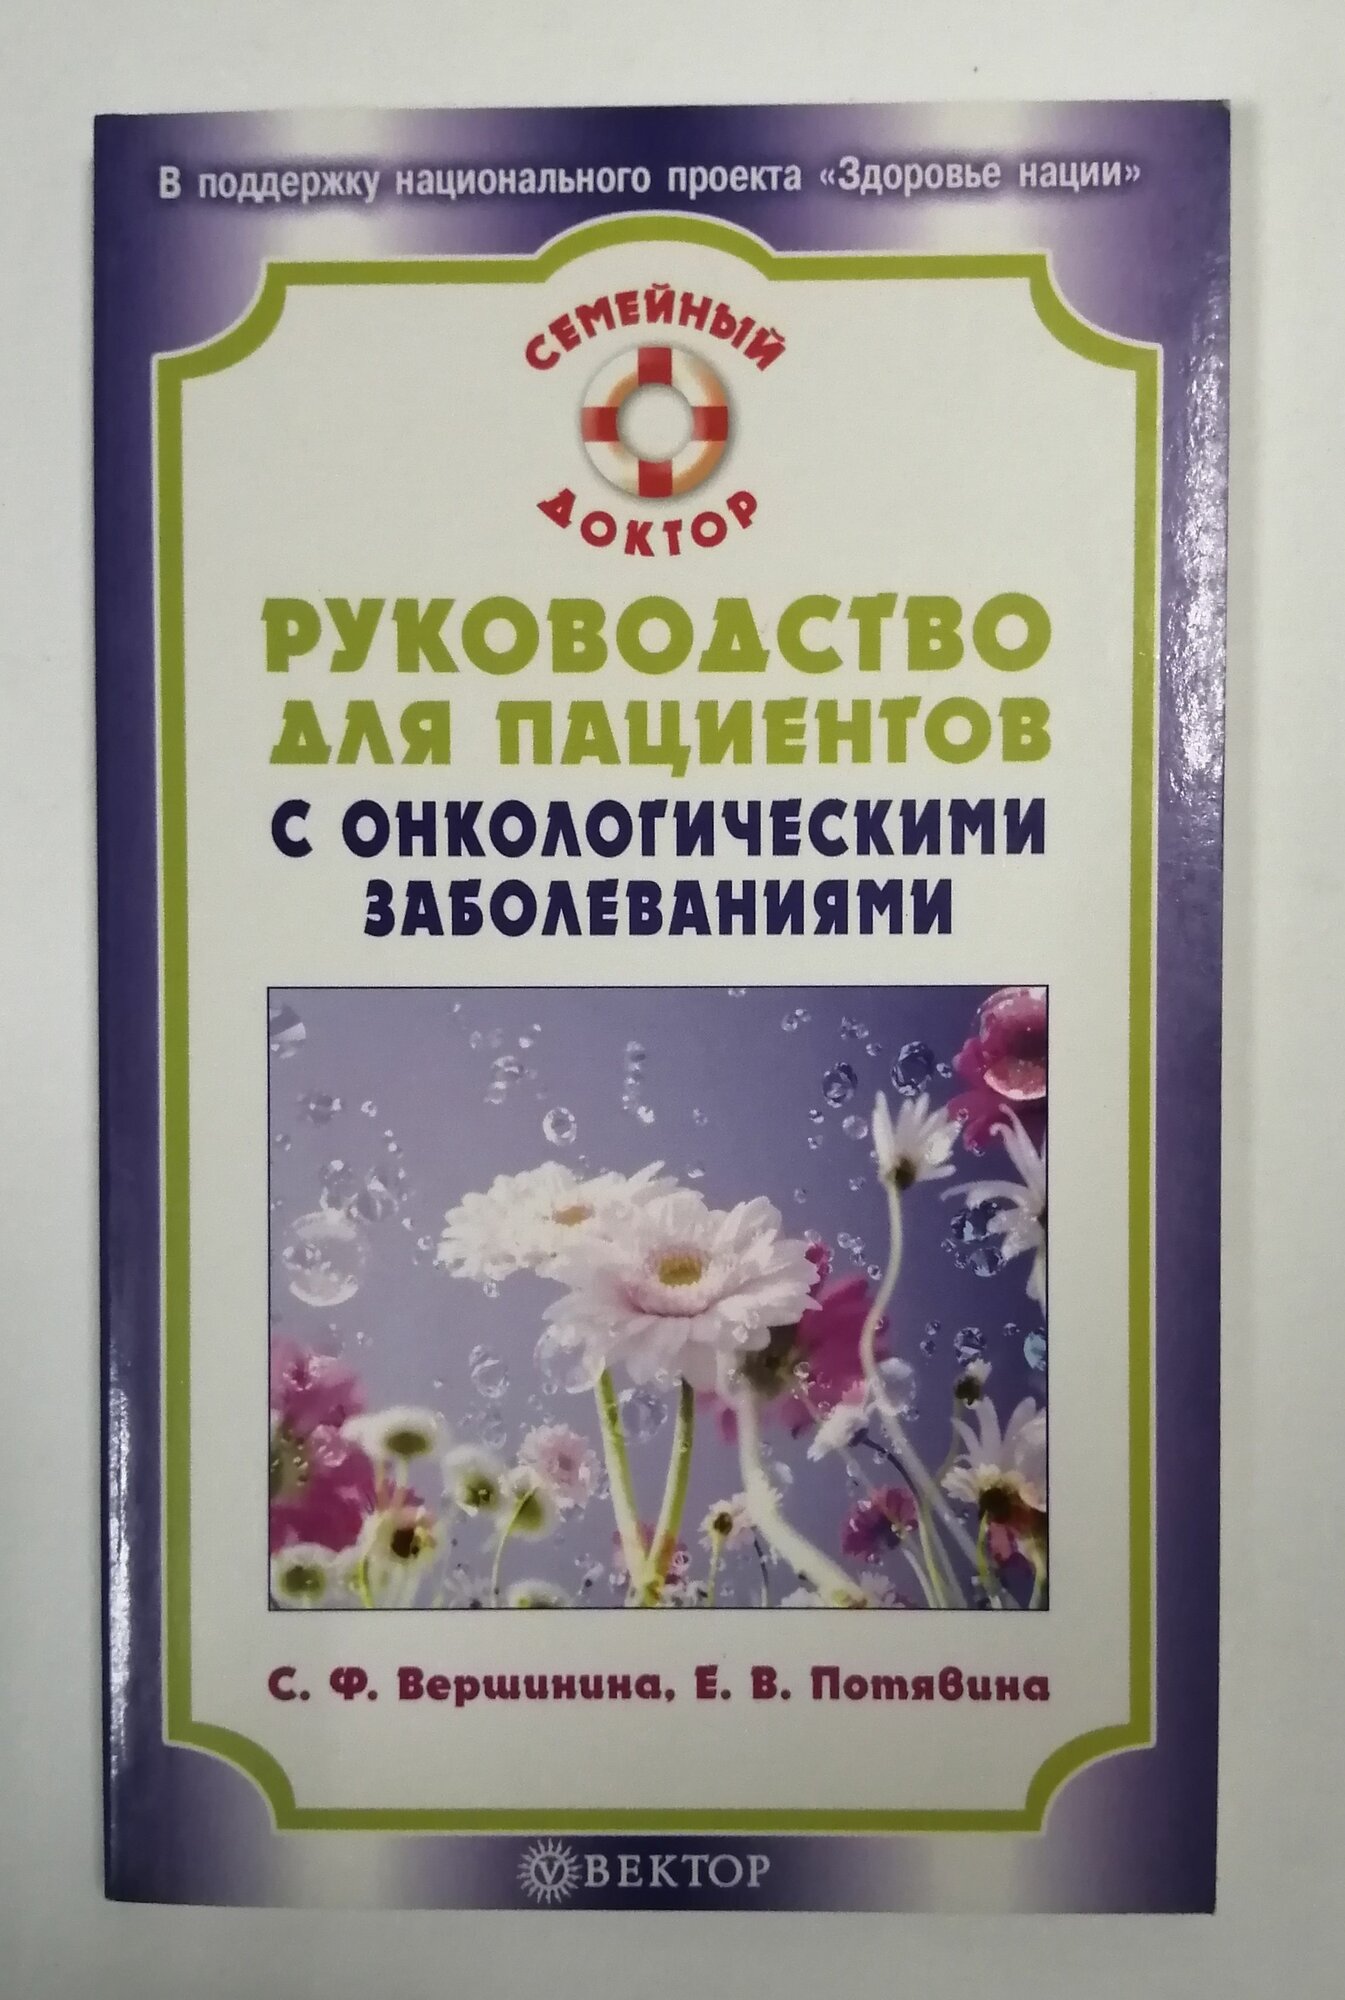 В поддержку национального проекта «Здоровье нации»
СЕМЕЙНЫЙ
ДОКТОР
РУКОВОДСТВО
ДЛЯ ПАЦИЕНТОВ
С ОНКОЛОГИЧЕСКИМИ
ЗАБОЛЕВАНИЯМИ
С. Ф. Вершинина, Е. В. Потявина
V ВЕКТОР